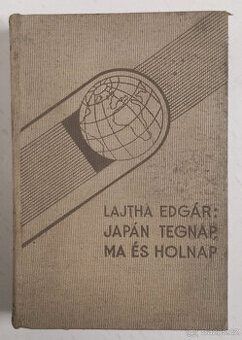 LAJTHA EDGÁR:
JAPÁN TEGNAP,
MA ÉS HOLNAP